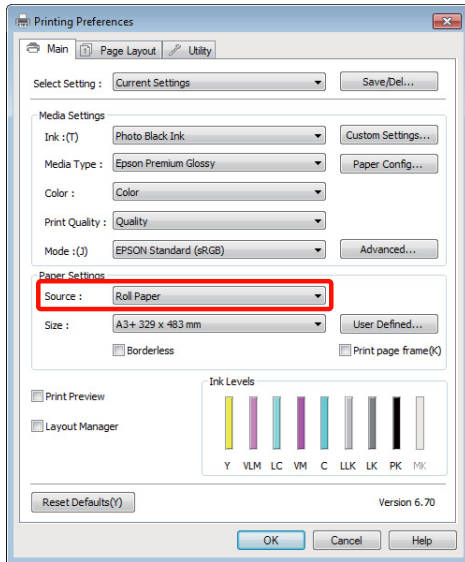 Printing Preferences
Main Page Layout Utility
Select Setting : Current Settings Save/Del...
Media Settings
Ink :(T) Photo Black Ink Custom Settings...
Media Type : Epson Premium Glossy Paper Config...
Color : Color
Print Quality : Quality
Mode :(J) EPSON Standard (sRGB) Advanced...
Paper Settings
Source : Roll Paper
Size : A3+ 329 x 483 mm User Defined...
Borderless Print page frame(K)
Ink Levels
Print Preview
Layout Manager
Y VLM LC VM C LLK LK PK MK
Reset Defaults(Y) Version 6.70
OK Cancel Help